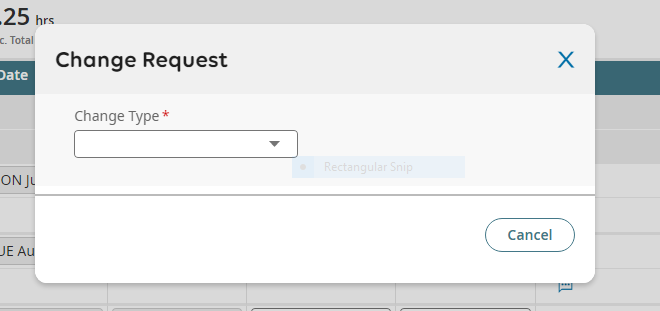 .25 hrs
c. Total
Date
Change Request
X
Change Type *
Rectangular Snip
ON Ju
UE Au
Cancel